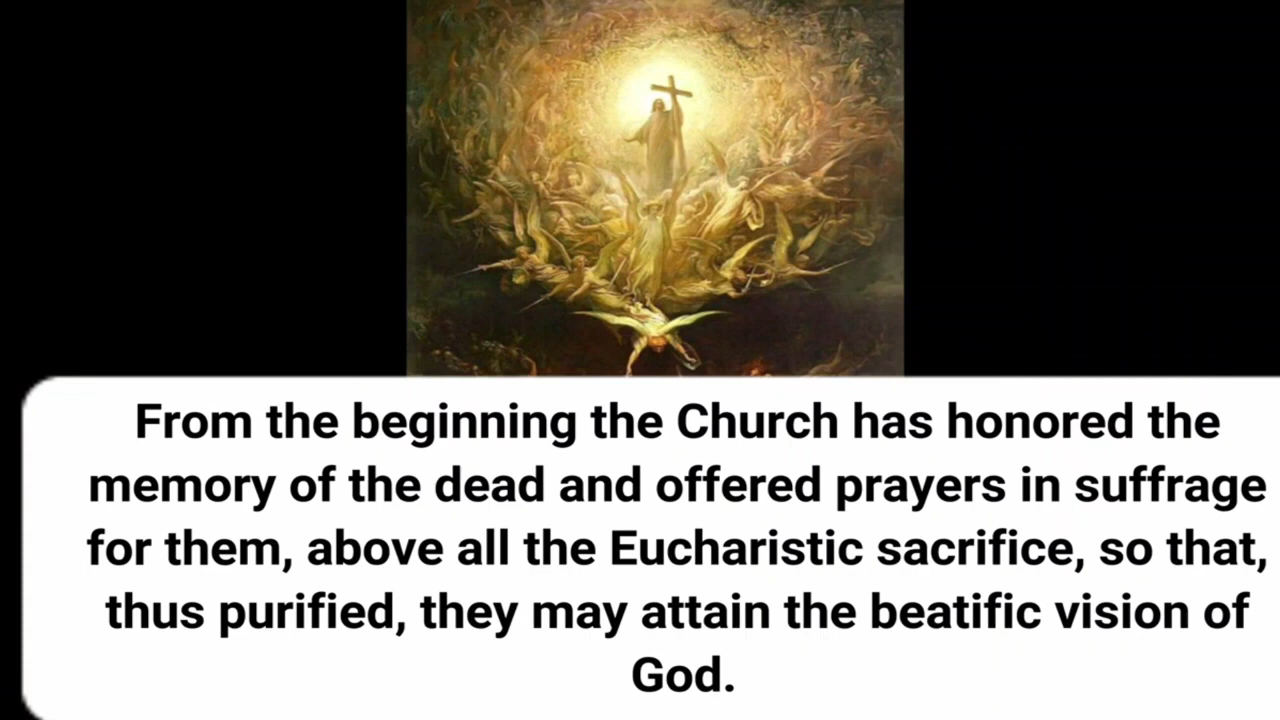 From the beginning the Church has honored the
memory of the dead and offered prayers in suffrage
for them, above all the Eucharistic sacrifice, so that,
thus purified, they may attain the beatific vision of
God.